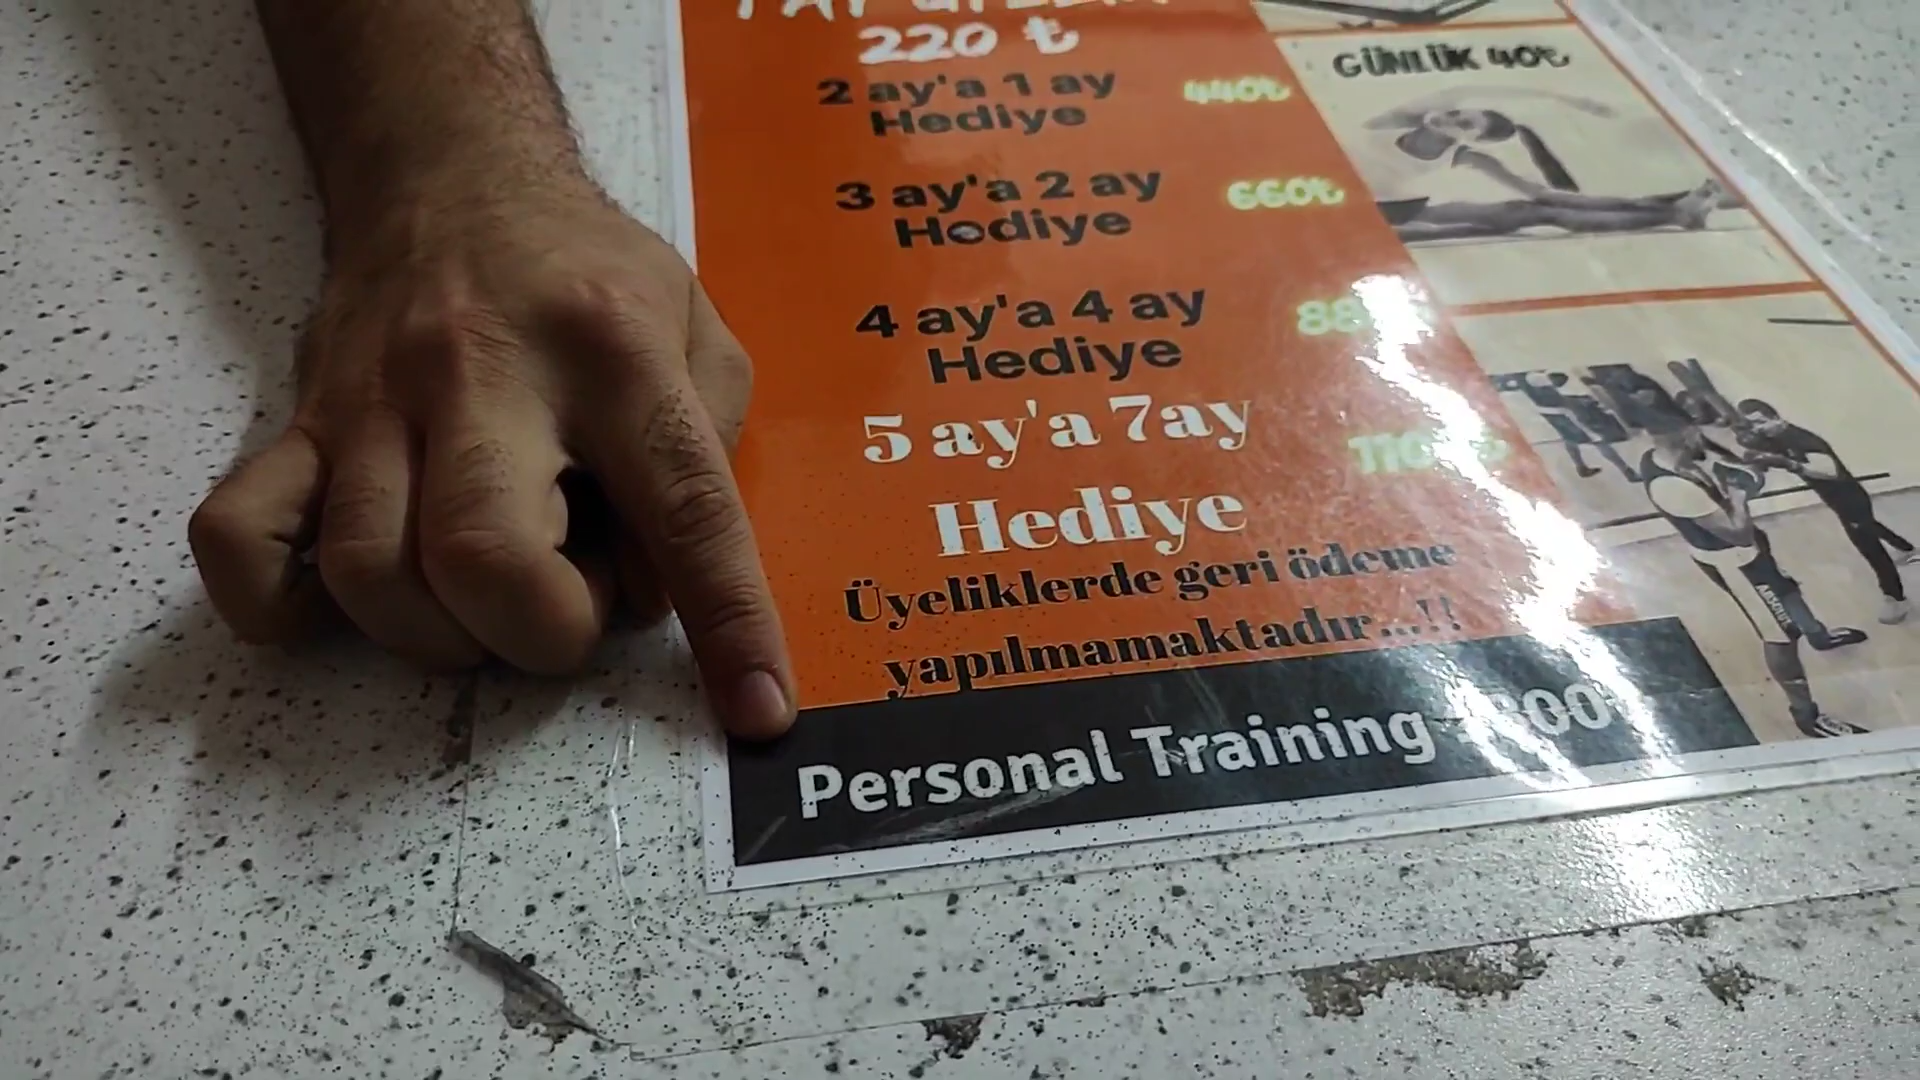 220 ₺
GÜNLÜK 40₺
2 ay'a 1 ay
Hediye
440₺
3 ay'a 2 ay
Hediye
660₺
4 ay'a 4 ay
Hediye
5 ay'a 7ay
Hediye
Üyeliklerde geri ödeme
yapılmamaktadır...!!
Personal Training